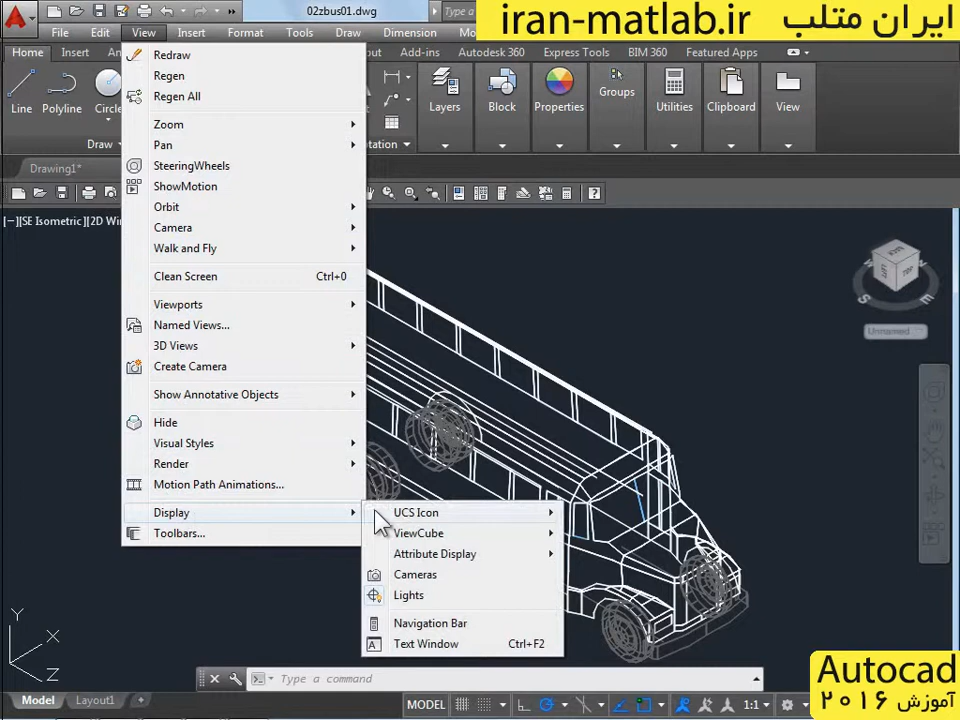 02zbus01.dwg
Type a
iran-matlab.ir ایران متلب
File Edit View Insert Format Tools Draw Dimension
Home Insert Add-ins Autodesk 360 Express Tools BIM 360 Featured Apps
Line Polyline Circle Layers Block Properties Groups Utilities Clipboard View
Draw
Drawing1*
[−][SE Isometric][2D Wi
Redraw
Regen
Regen All
Zoom
Pan
SteeringWheels
ShowMotion
Orbit
Camera
Walk and Fly
Clean Screen Ctrl+0
Viewports
Named Views...
3D Views
Create Camera
Show Annotative Objects
Hide
Visual Styles
Render
Motion Path Animations...
Display
Toolbars...
UCS Icon
ViewCube
Attribute Display
Cameras
Lights
Navigation Bar
Text Window Ctrl+F2
LEFT
TOP
S
E
Unnamed
Y
X
Z
Type a command
Model Layout1 +
MODEL 1:1
Autocad
آموزش ۲۰۱۶